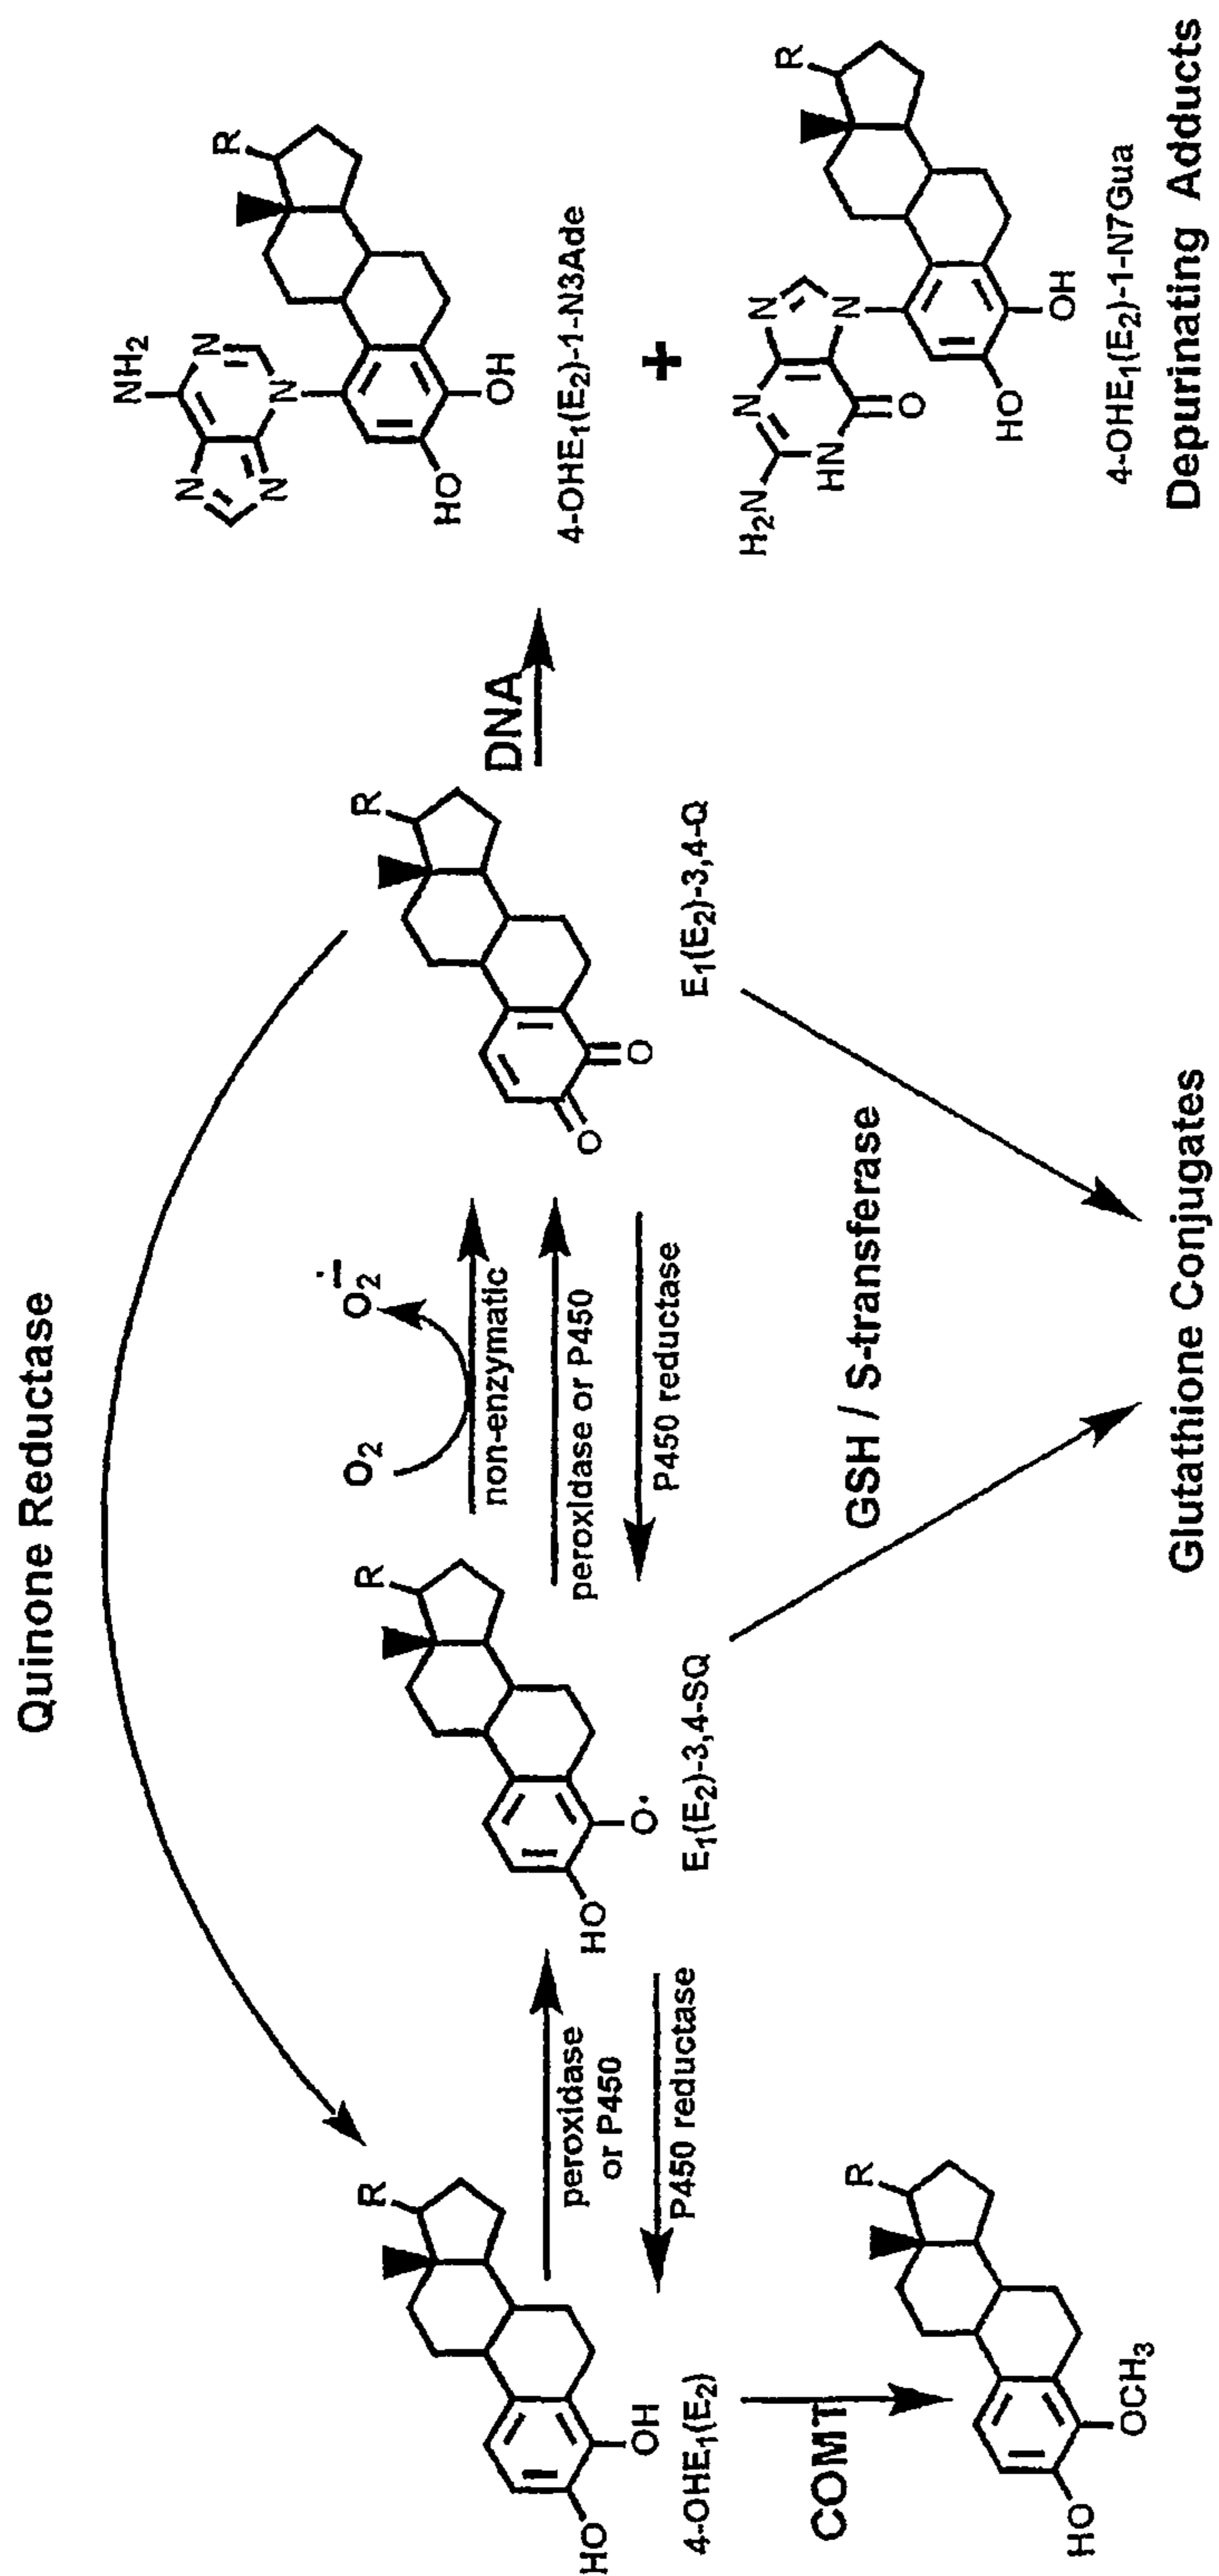 Quinone Reductase
O₂
O₂•−
non-enzymatic
peroxidase or P450
P450 reductase
peroxidase
or P450
P450 reductase
R
HO
OH
4-OHE₁(E₂)
R
HO
O•
E₁(E₂)-3,4-SQ
R
O
O
E₁(E₂)-3,4-Q
DNA
NH₂
N
N
N
N
R
HO
OH
4-OHE₁(E₂)-1-N3Ade
+
H₂N
N
N
HN
N
O
R
HO
OH
4-OHE₁(E₂)-1-N7Gua
Depurinating Adducts
COMT
R
HO
OCH₃
GSH / S-transferase
Glutathione Conjugates